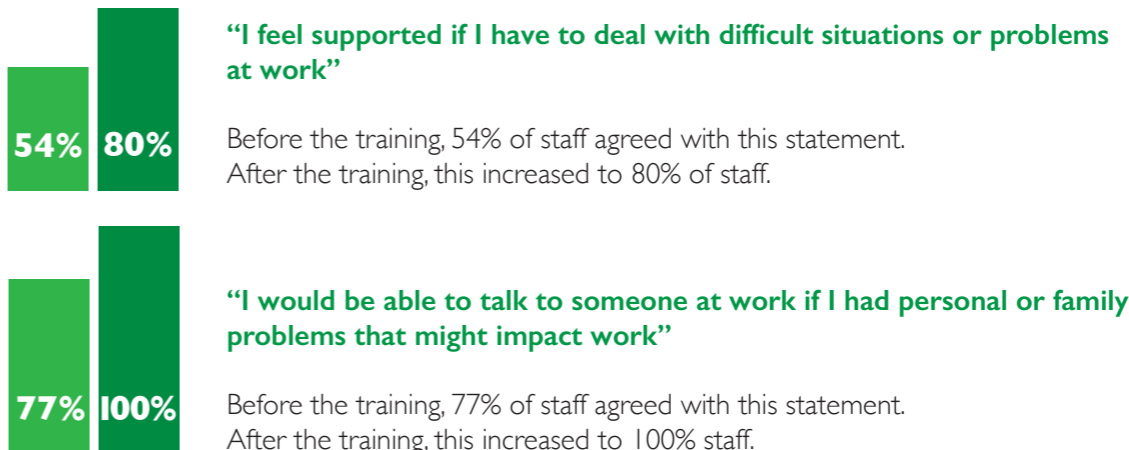 “I feel supported if I have to deal with difficult situations or problems
at work”
54% 80%
Before the training, 54% of staff agreed with this statement.
After the training, this increased to 80% of staff.
“I would be able to talk to someone at work if I had personal or family
problems that might impact work”
77% 100%
Before the training, 77% of staff agreed with this statement.
After the training, this increased to 100% staff.